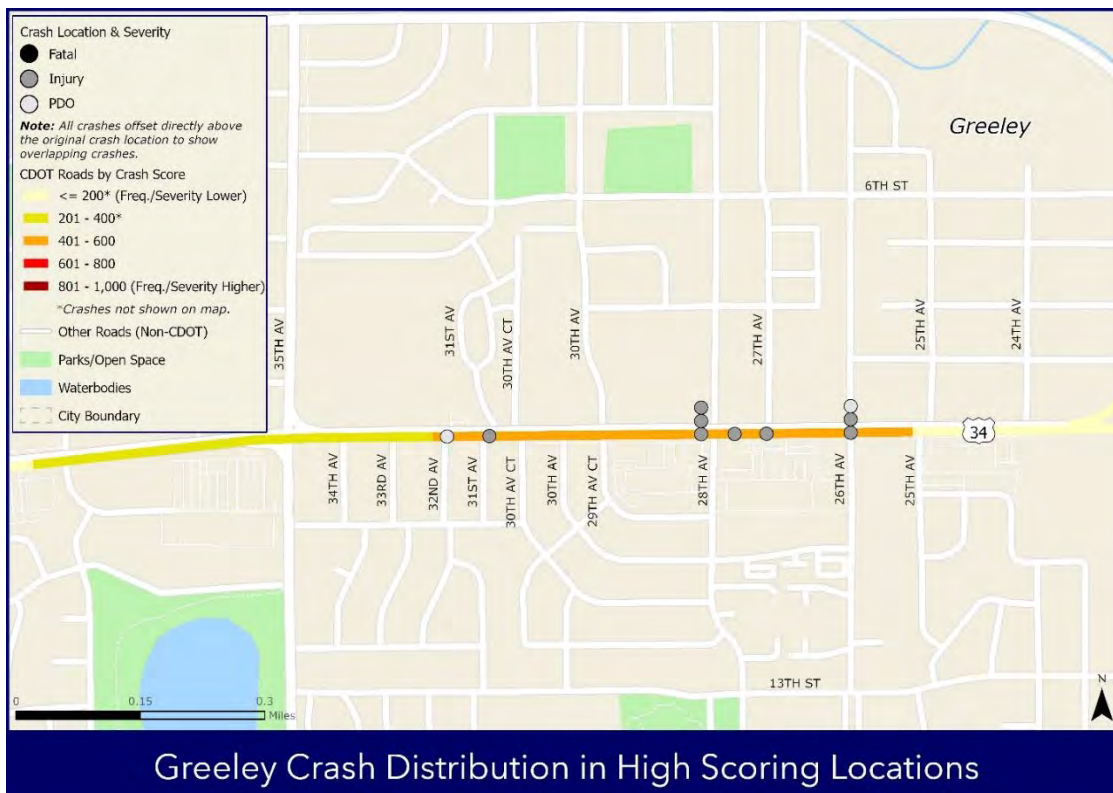 Crash Location & Severity
Fatal
Injury
PDO
Note: All crashes offset directly above
the original crash location to show
overlapping crashes.
CDOT Roads by Crash Score
<= 200* (Freq./Severity Lower)
201 - 400*
401 - 600
601 - 800
801 - 1,000 (Freq./Severity Higher)
*Crashes not shown on map.
Other Roads (Non-CDOT)
Parks/Open Space
Waterbodies
City Boundary
Greeley
6TH ST
35TH AV
31ST AV
30TH AV CT
30TH AV
27TH AV
25TH AV
24TH AV
34
34TH AV
33RD AV
32ND AV
31ST AV
30TH AV CT
30TH AV
29TH AV CT
28TH AV
26TH AV
25TH AV
13TH ST
0
0.15
0.3
Miles
N
Greeley Crash Distribution in High Scoring Locations